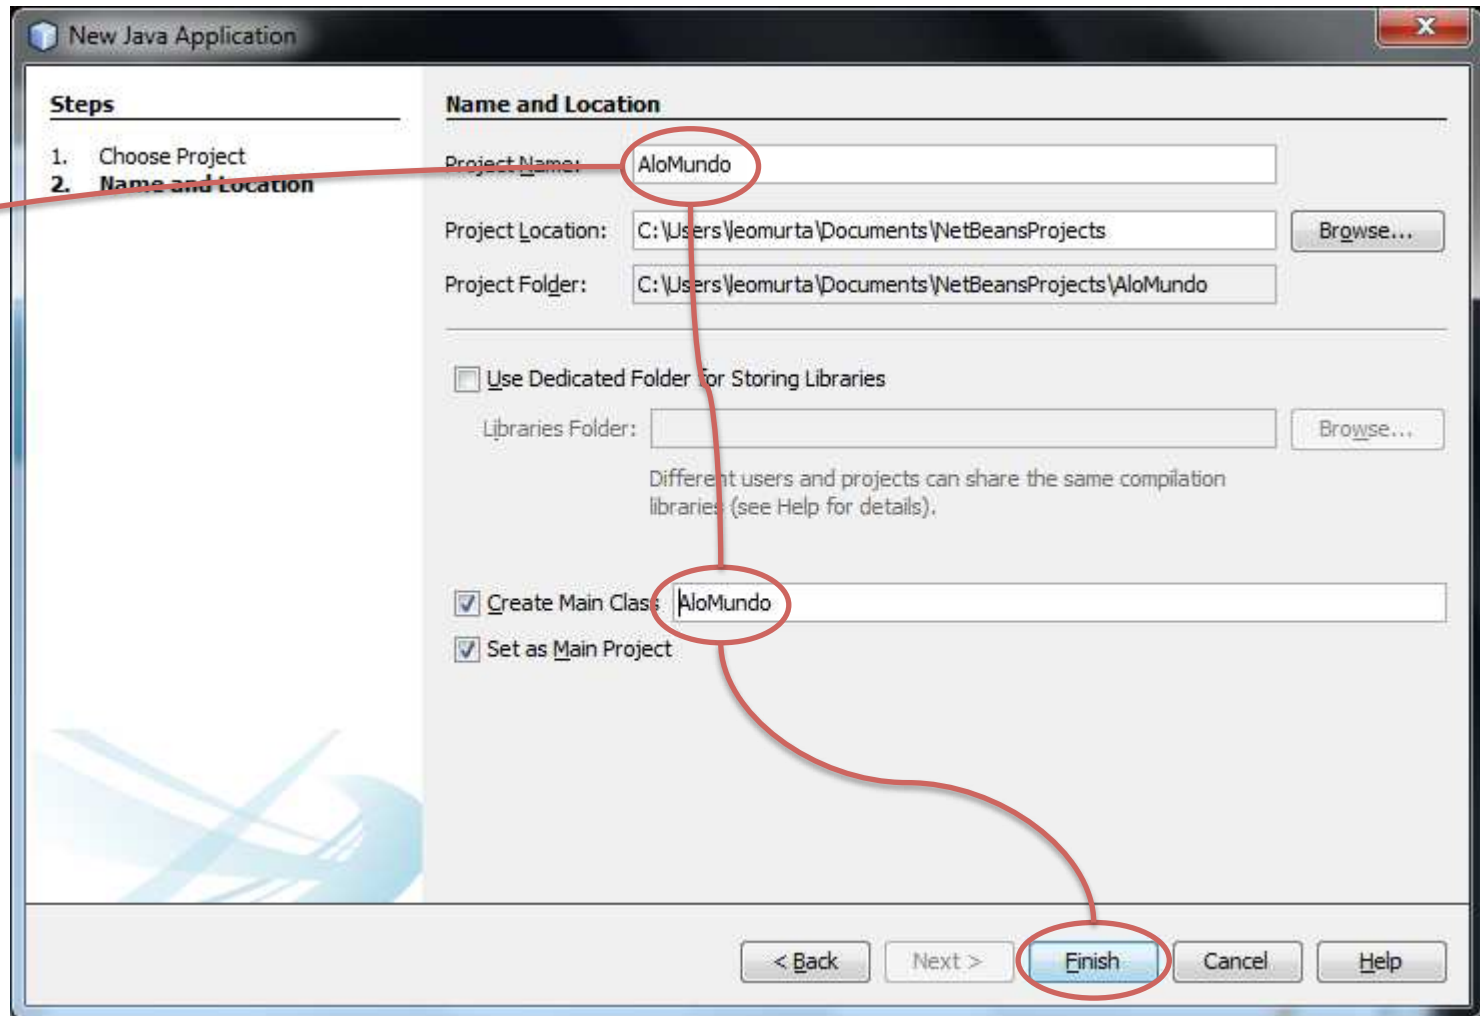 New Java Application
Steps
1. Choose Project
2. Name and Location
Name and Location
Project Name: AloMundo
Project Location: C:\Users\leomurta\Documents\NetBeansProjects Browse...
Project Folder: C:\Users\leomurta\Documents\NetBeansProjects\AloMundo
Use Dedicated Folder for Storing Libraries
Libraries Folder: Browse...
Different users and projects can share the same compilation
libraries (see Help for details).
Create Main Class AloMundo
Set as Main Project
< Back Next > Finish Cancel Help